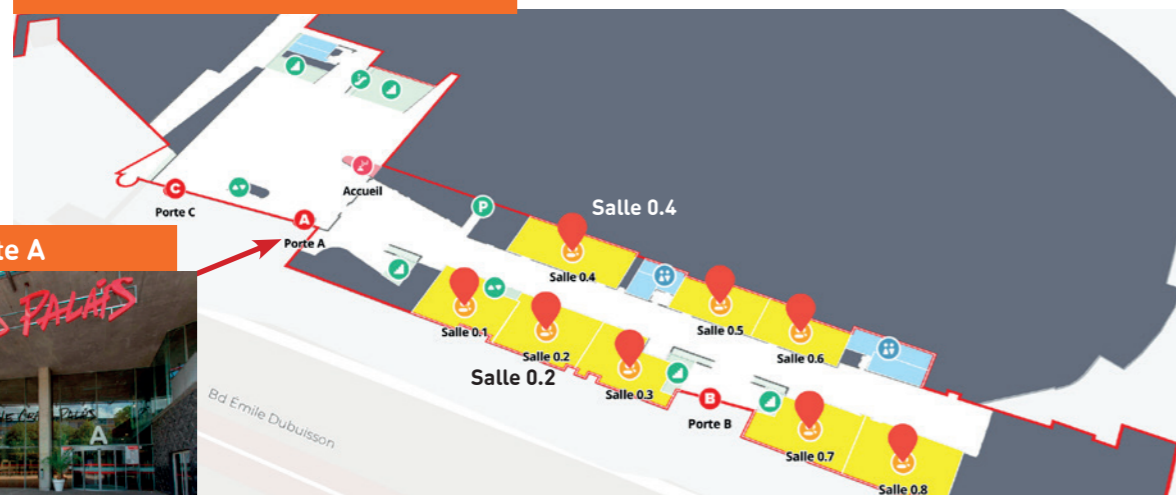 Salle 0.4
P
Accueil
C
Porte C
A
Porte A
Salle 0.4
te A
PALAIS
A
Salle 0.1
Salle 0.2
Salle 0.2
Salle 0.3
Salle 0.5
Salle 0.6
B
Porte B
Salle 0.7
Salle 0.8
Bd Émile Dubuisson